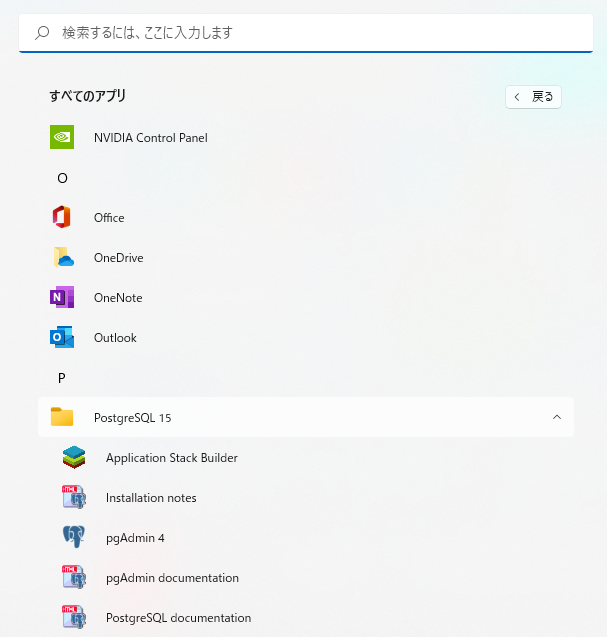 検索するには、ここに入力します
すべてのアプリ
戻る
NVIDIA Control Panel
O
Office
OneDrive
OneNote
Outlook
P
PostgreSQL 15
Application Stack Builder
Installation notes
pgAdmin 4
pgAdmin documentation
PostgreSQL documentation